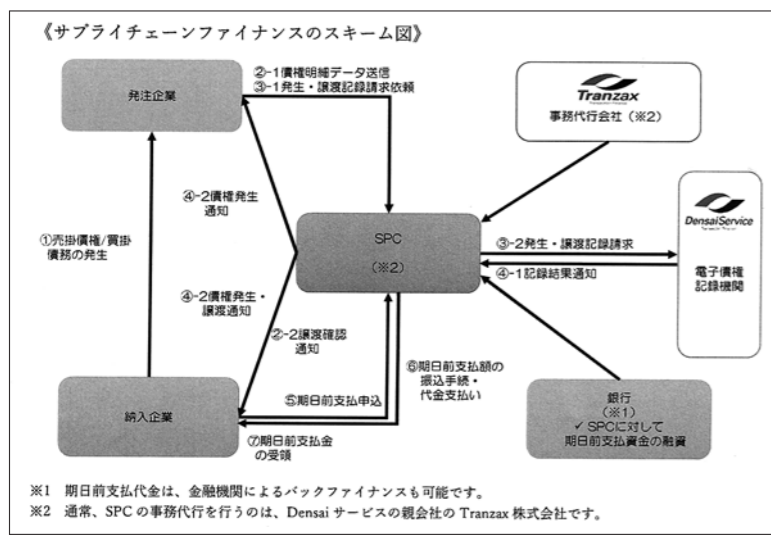 《サプライチェーンファイナンスのスキーム図》
発注企業
②-1債権明細データ送信
③-1発生・譲渡記録請求依頼
Tranzax
事務代行会社(※2)
④-2債権発生
通知
①売掛債権/買掛
債務の発生
SPC
(※2)
③-2発生・譲渡記録請求
④-1記録結果通知
DensaiService
電子債権
記録機関
④-2債権発生・
譲渡通知
②-2譲渡確認
通知
⑥期日前支払額の
振込手続・
代金支払い
納入企業
⑤期日前支払申込
⑦期日前支払金
の受領
銀行
(※1)
✓ SPCに対して
期日前支払資金の融資
※1 期日前支払代金は、金融機関によるバックファイナンスも可能です。
※2 通常、SPCの事務代行を行うのは、Densaiサービスの親会社のTranzax株式会社です。